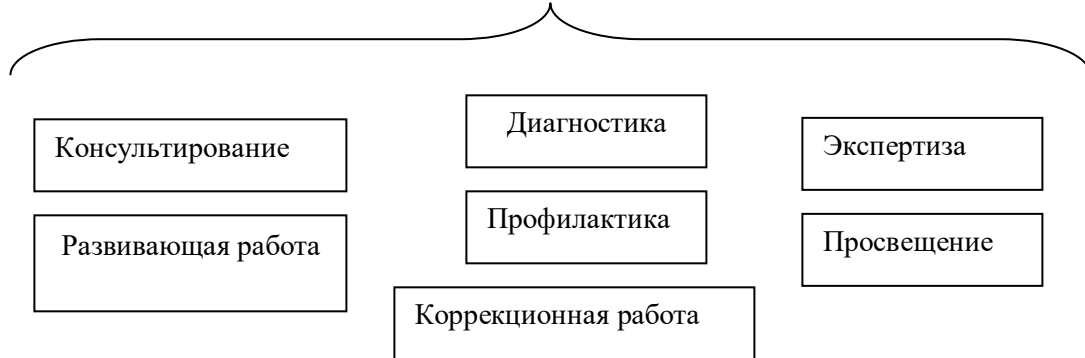 Диагностика
Консультирование
Экспертиза
Профилактика
Развивающая работа
Просвещение
Коррекционная работа